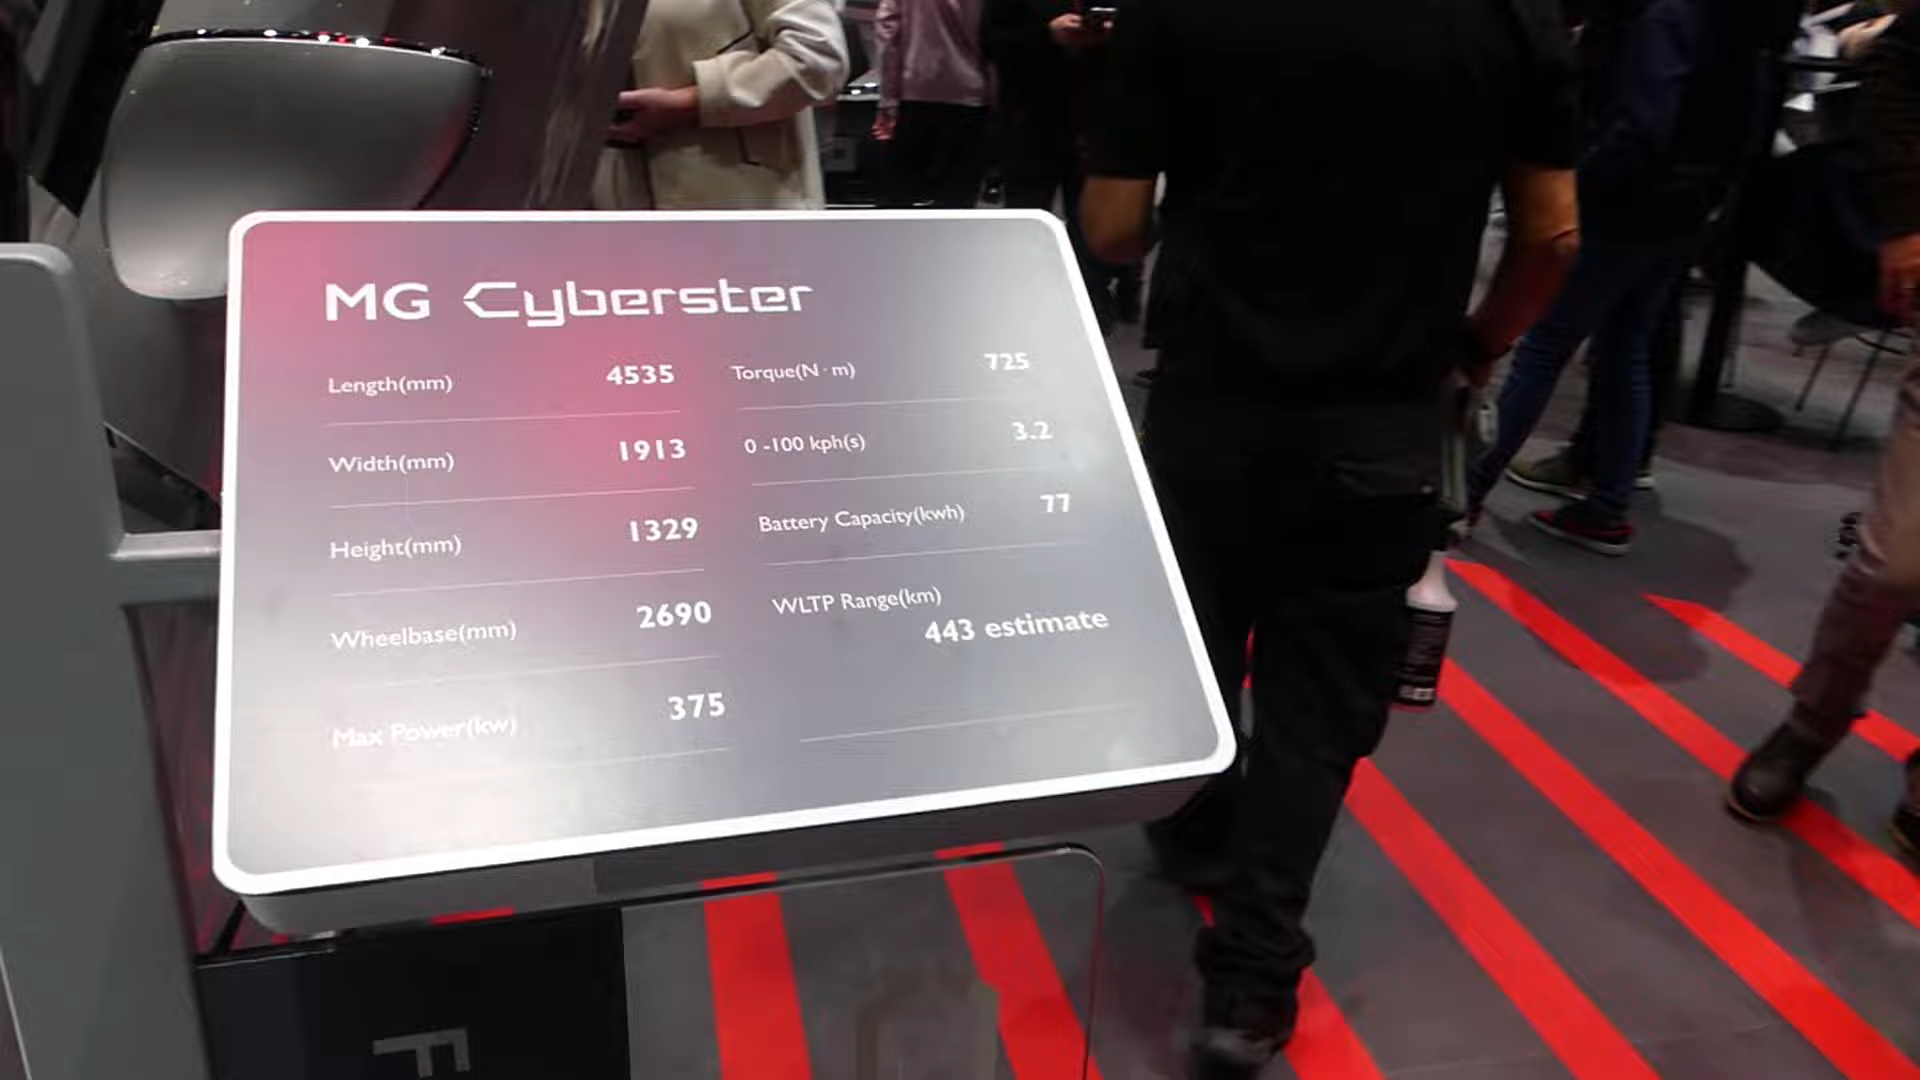 MG Cyberster
Length(mm) 4535
Width(mm) 1913
Height(mm) 1329
Wheelbase(mm) 2690
Max Power(kw) 375
Torque(N·m) 725
0 -100 kph(s) 3.2
Battery Capacity(kwh) 77
WLTP Range(km)
443 estimate
F